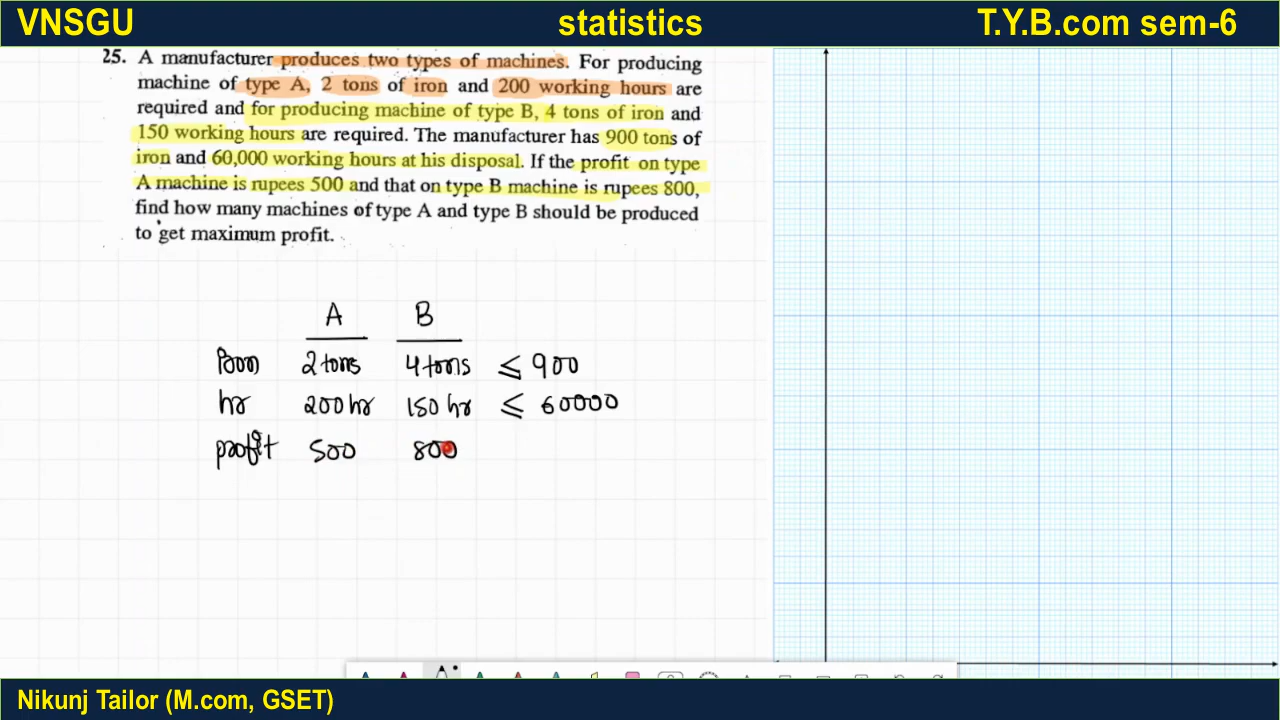 VNSGU statistics T.Y.B.com sem-6
25. A manufacturer produces two types of machines. For producing
machine of type A, 2 tons of iron and 200 working hours are
required and for producing machine of type B, 4 tons of iron and
150 working hours are required. The manufacturer has 900 tons of
iron and 60,000 working hours at his disposal. If the profit on type
A machine is rupees 500 and that on type B machine is rupees 800,
find how many machines of type A and type B should be produced
to get maximum profit.
A B
2 tons 4 tons ≤ 900
hr 200 hr 150 hr ≤ 60000
profit 500 800
Nikunj Tailor (M.com, GSET)